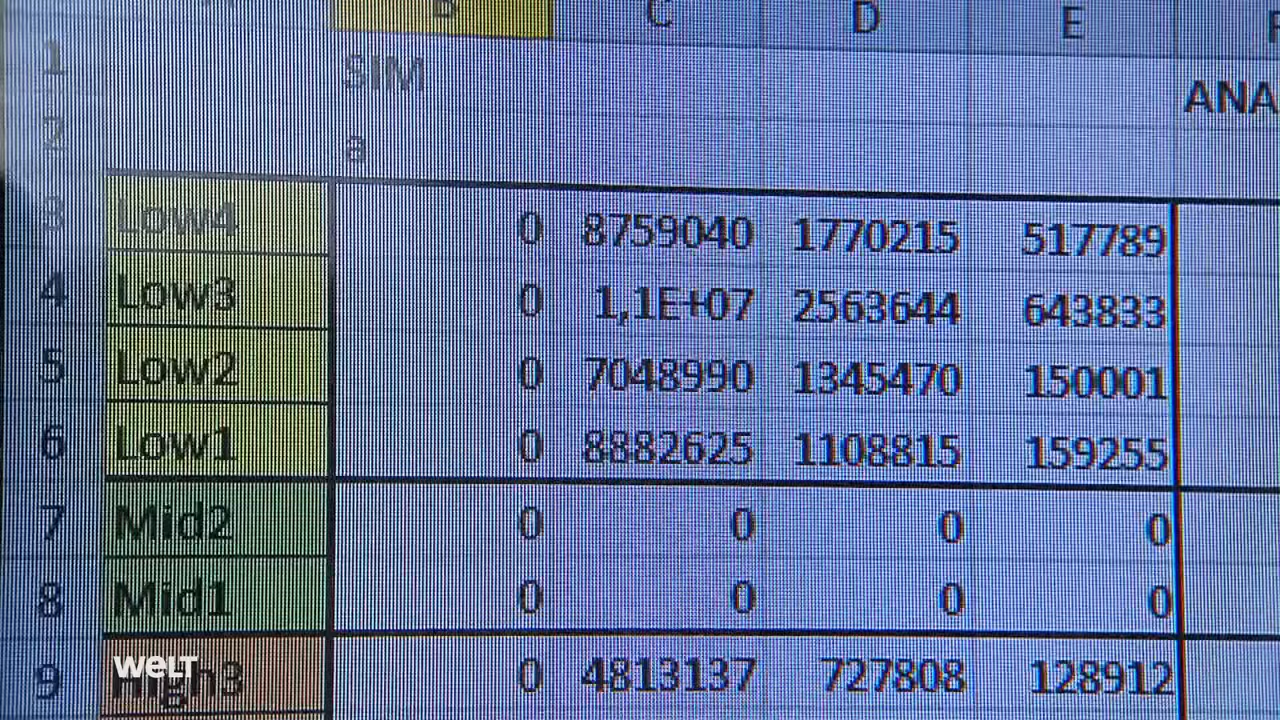 B C D E
1 SIM ANA
2 a
3 Low4 0 8759040 1770215 517789
4 Low3 0 1,1E+07 2563644 643833
5 Low2 0 7048990 1345470 150001
6 Low1 0 8882625 1108815 159255
7 Mid2 0 0 0 0
8 Mid1 0 0 0 0
9 High3 0 4813137 727808 128912
welt